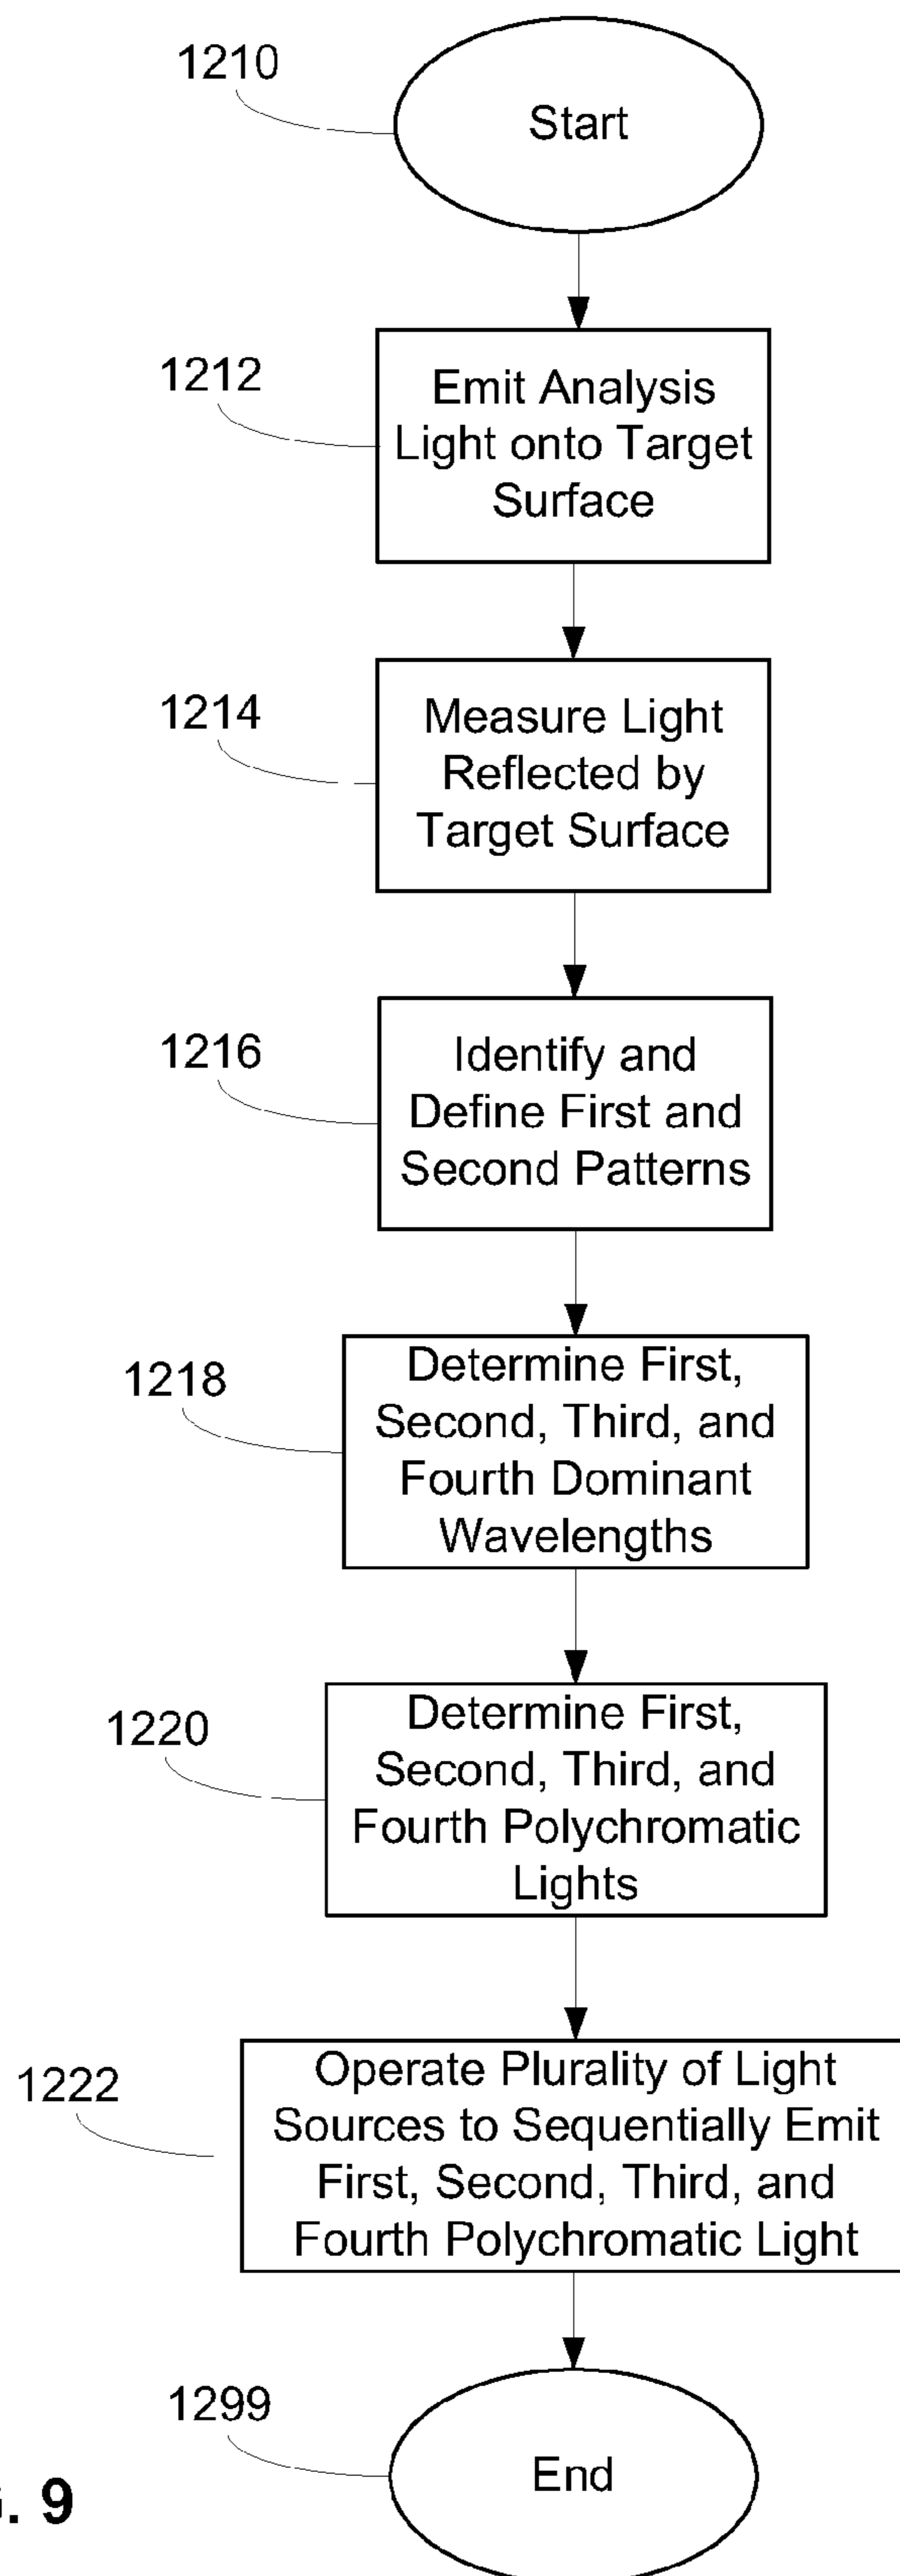 1210
Start
1212
Emit Analysis
Light onto Target
Surface
1214
Measure Light
Reflected by
Target Surface
1216
Identify and
Define First and
Second Patterns
1218
Determine First,
Second, Third, and
Fourth Dominant
Wavelengths
1220
Determine First,
Second, Third, and
Fourth Polychromatic
Lights
1222
Operate Plurality of Light
Sources to Sequentially Emit
First, Second, Third, and
Fourth Polychromatic Light
1299
End
. 9